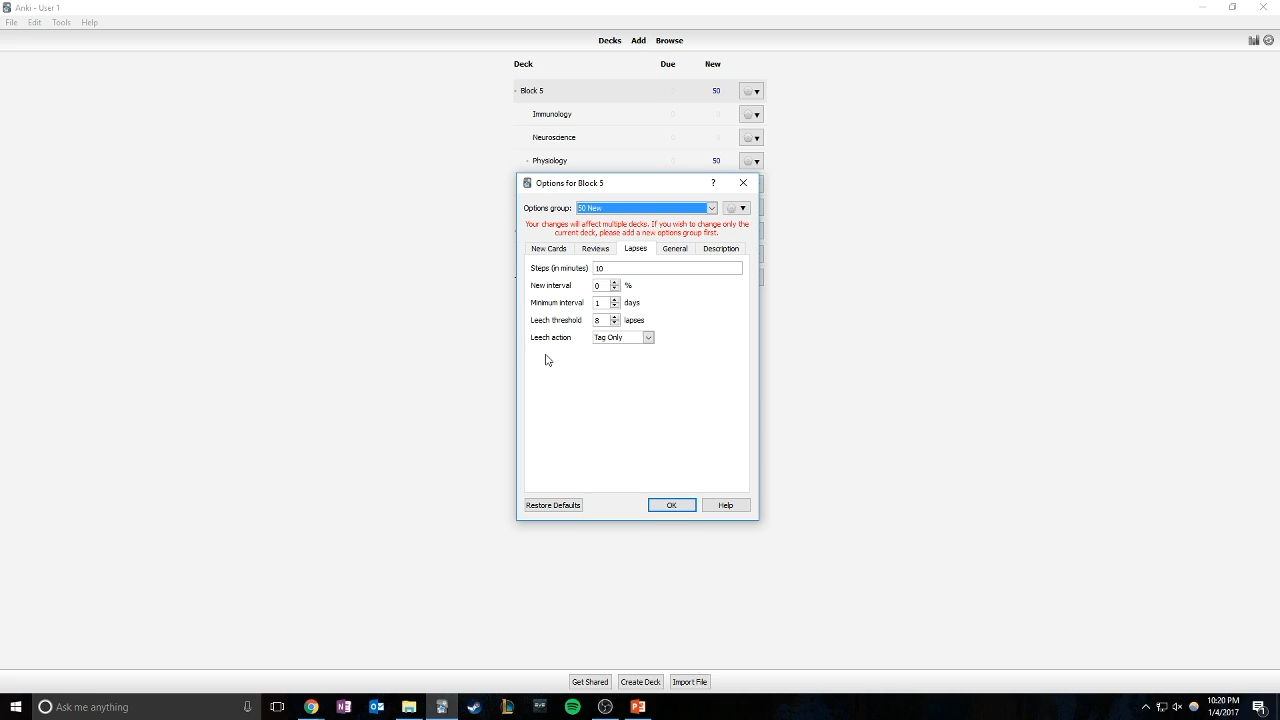 Anki - User 1
File Edit Tools Help
Decks Add Browse
Deck Due New
Block 5 50
Immunology
Neuroscience
Physiology 50
Options for Block 5 ?
Options group: 50 New
Your changes will affect multiple decks. If you wish to change only the
current deck, please add a new options group first.
New Cards Reviews Lapses General Description
Steps (in minutes) 10
New interval 0 %
Minimum interval 1 days
Leech threshold 8 lapses
Leech action Tag Only
Restore Defaults OK Help
Get Shared Create Deck Import File
Ask me anything
10:20 PM
1/4/2017